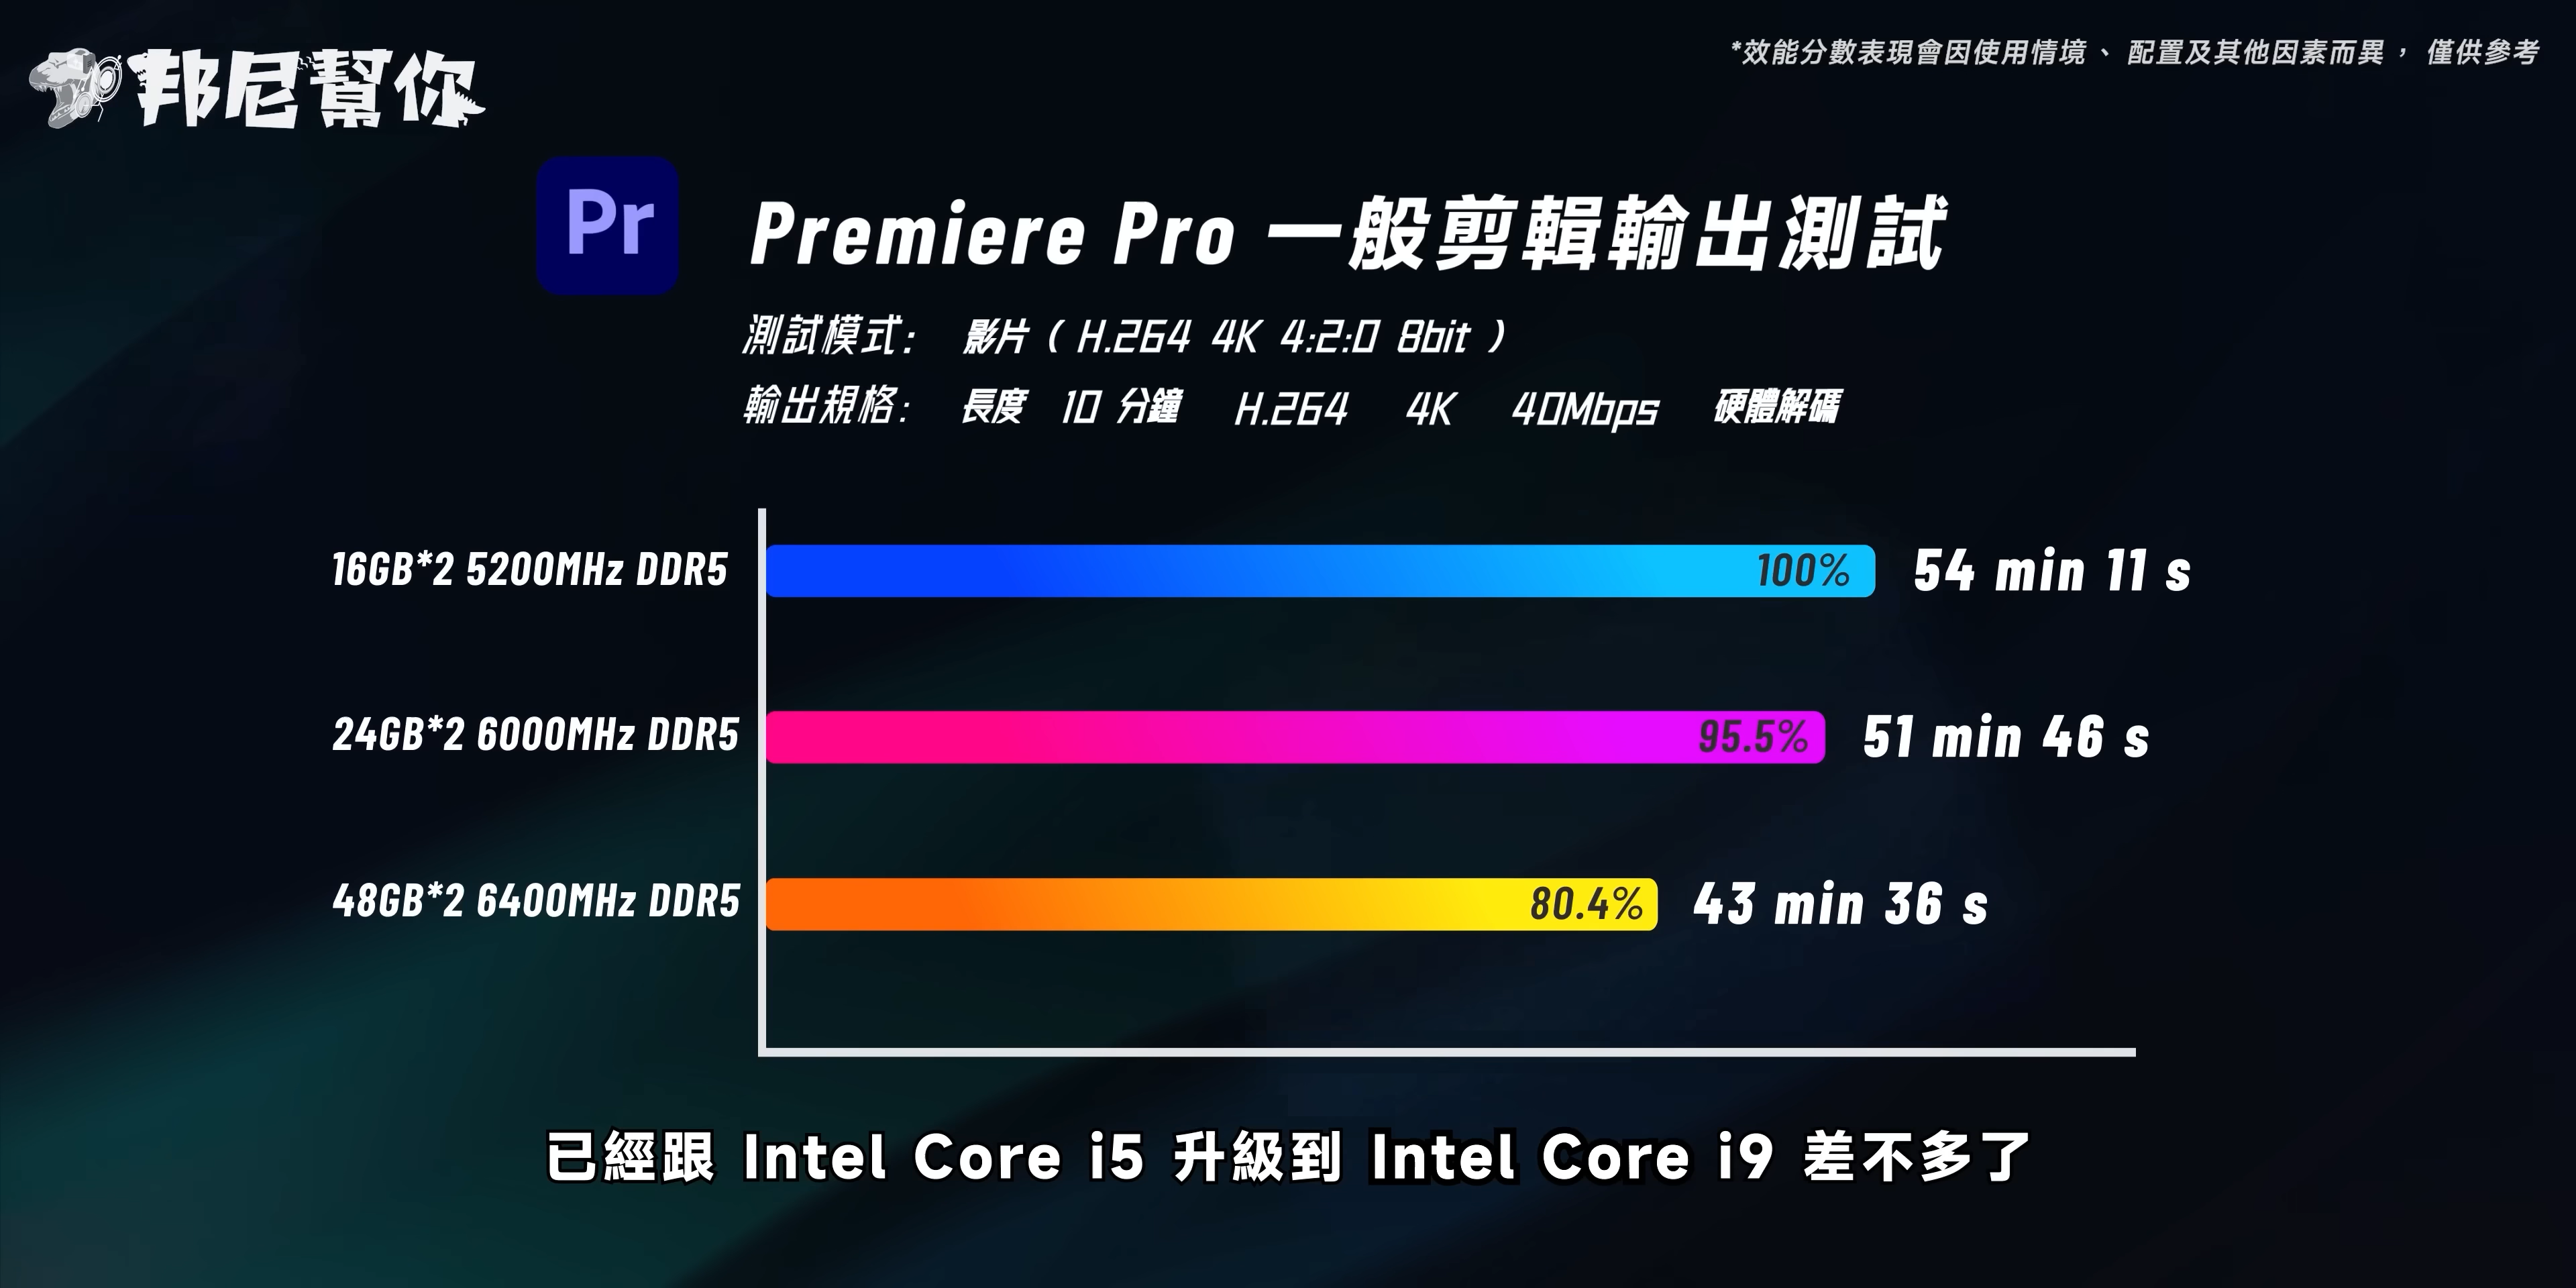 邦尼幫你
*效能分數表現會因使用情境、 配置及其他因素而異， 僅供參考
Pr
Premiere Pro 一般剪輯輸出測試
測試模式： 影片 ( H.264 4K 4:2:0 8bit )
輸出規格： 長度 10 分鐘 H.264 4K 40Mbps 硬體解碼
16GB*2 5200MHz DDR5 100% 54 min 11 s
24GB*2 6000MHz DDR5 95.5% 51 min 46 s
48GB*2 6400MHz DDR5 80.4% 43 min 36 s
已經跟 Intel Core i5 升級到 Intel Core i9 差不多了